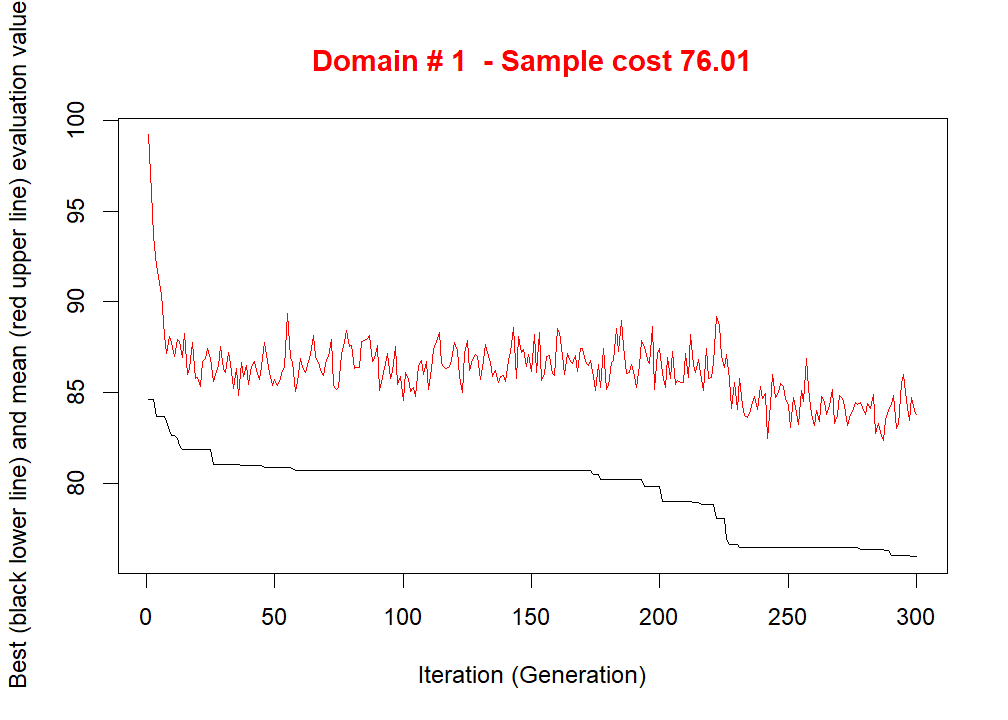 Domain # 1  - Sample cost 76.01
Best (black lower line) and mean (red upper line) evaluation value
100
95
90
85
80
0 50 100 150 200 250 300
Iteration (Generation)